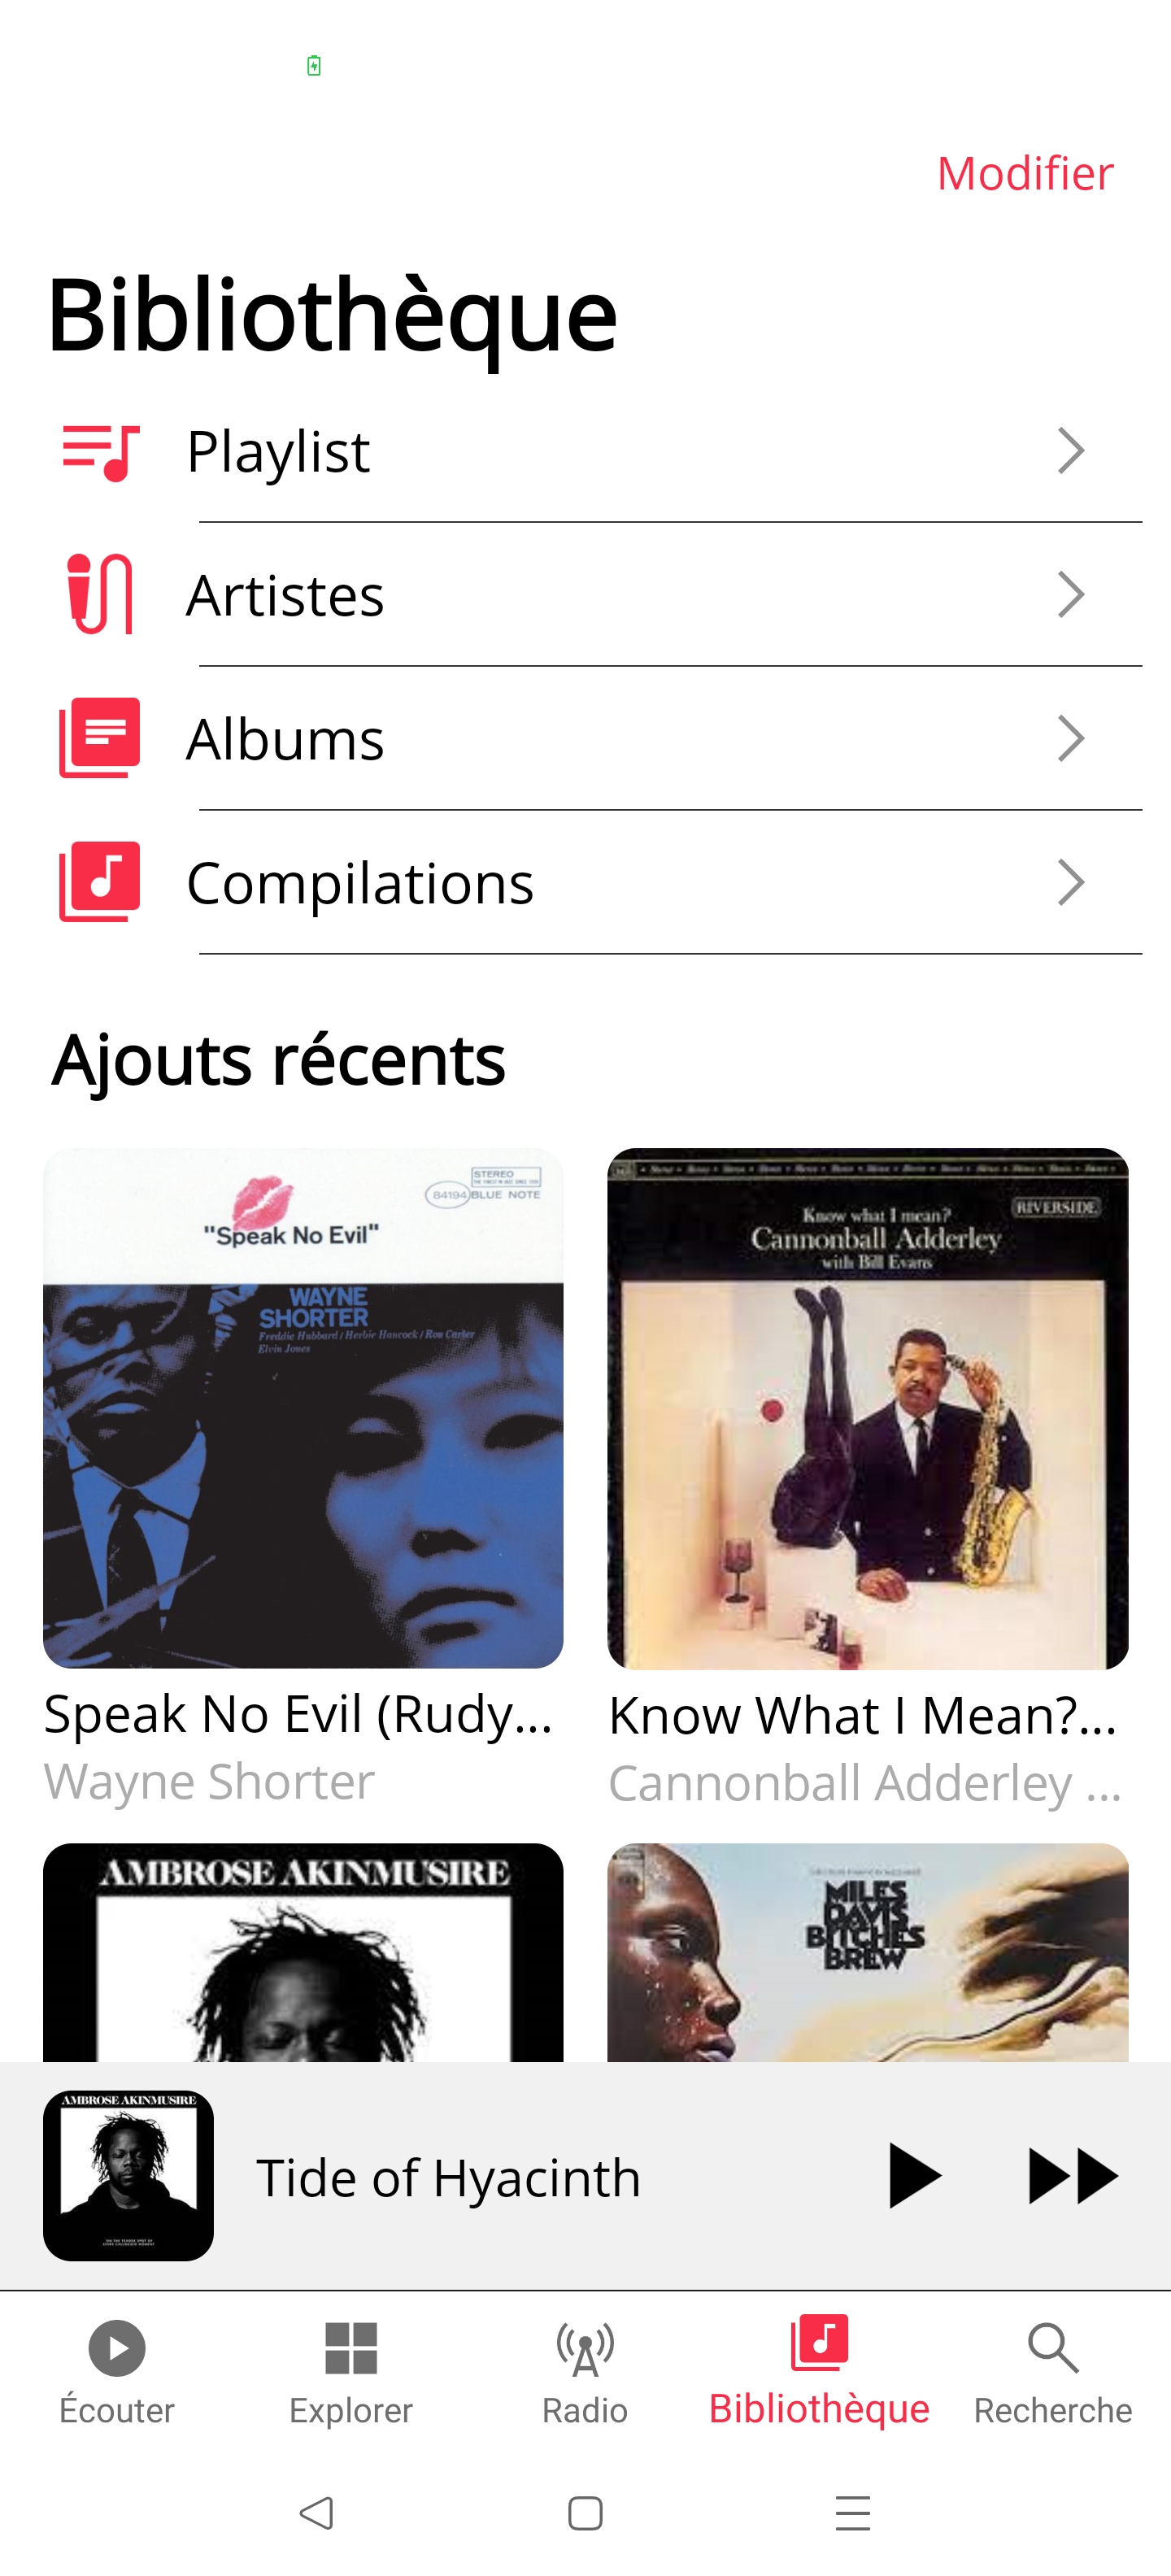 Modifier
Bibliothèque
Playlist
Artistes
Albums
Compilations
Ajouts récents
STEREO
84194 BLUE NOTE
"Speak No Evil"
WAYNE
SHORTER
Freddie Hubbard / Herbie Hancock / Ron Carter
Elvin Jones
RIVERSIDE
Know what I mean?
Cannonball Adderley
with Bill Evans
Speak No Evil (Rudy...
Wayne Shorter
Know What I Mean?...
Cannonball Adderley ...
AMBROSE AKINMUSIRE
MILES
DAVIS
BITCHES
BREW
AMBROSE AKINMUSIRE
Tide of Hyacinth
Écouter
Explorer
Radio
Bibliothèque
Recherche